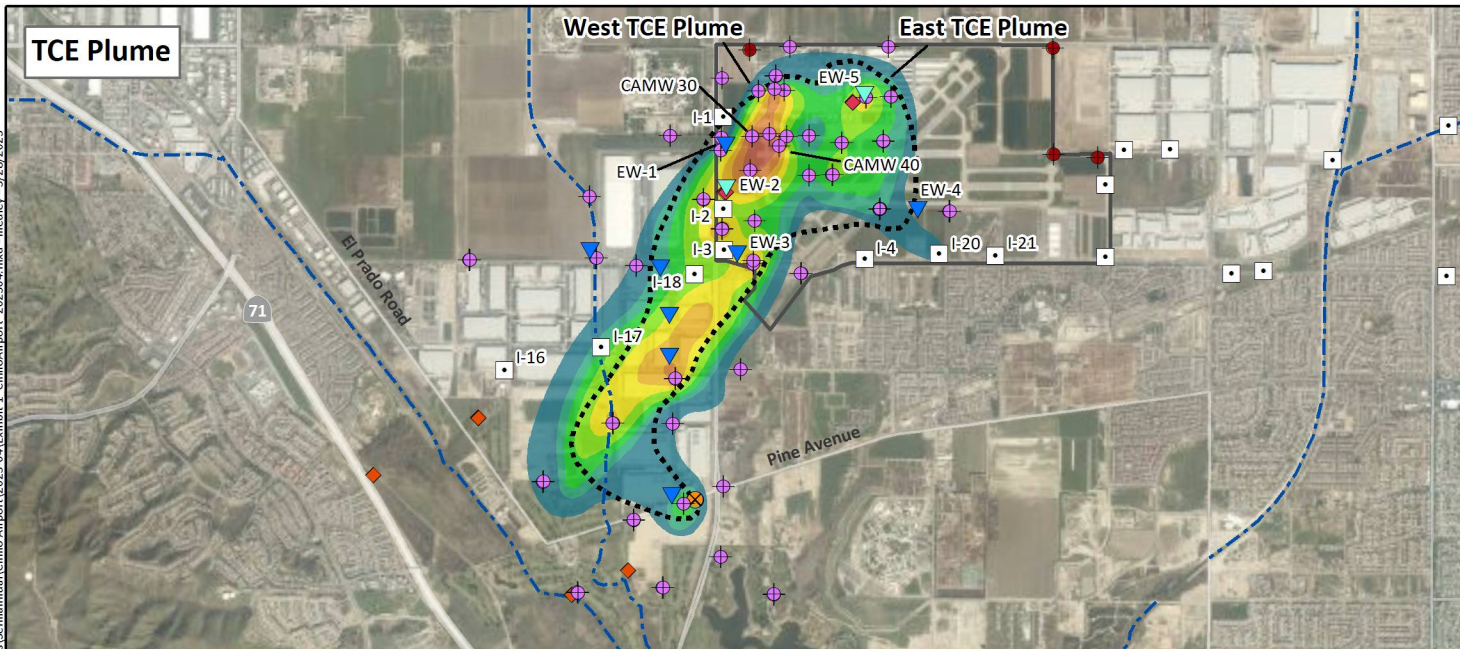 TCE Plume
West TCE Plume
East TCE Plume
CAMW 30
EW-5
I-1
EW-1
CAMW 40
EW-2
EW-4
I-2
I-3
EW-3
I-4
I-20
I-21
I-18
El Prado Road
71
I-17
I-16
Pine Avenue